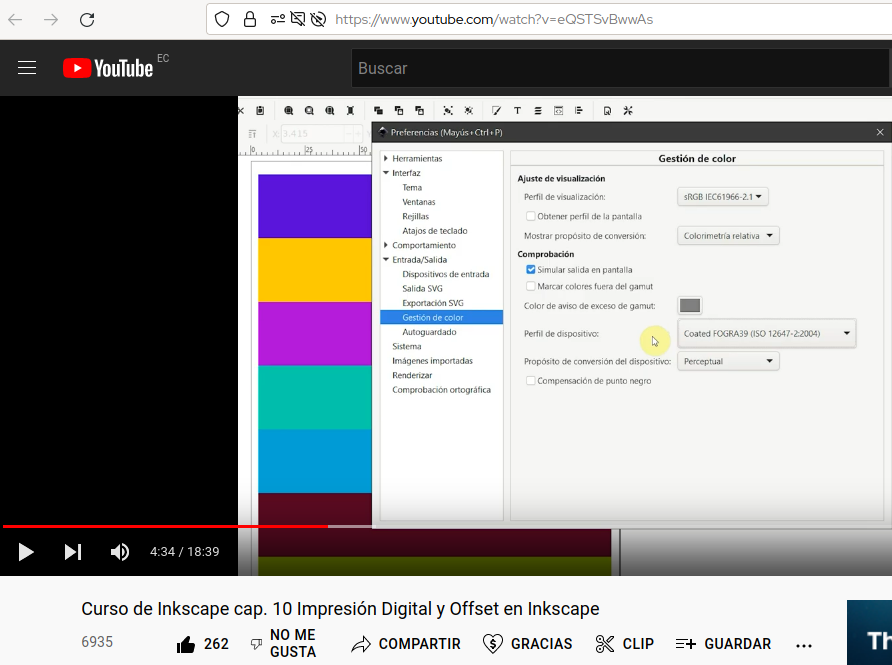 https://www.youtube.com/watch?v=eQSTSvBwwAs
YouTube EC
Buscar
X: 3.415
Preferencias (Mayús+Ctrl+P)
0 25 50
Herramientas
Interfaz
Tema
Ventanas
Rejillas
Atajos de teclado
Comportamiento
Entrada/Salida
Dispositivos de entrada
Salida SVG
Exportación SVG
Gestión de color
Autoguardado
Sistema
Imágenes importadas
Renderizar
Comprobación ortográfica
Gestión de color
Ajuste de visualización
Perfil de visualización: sRGB IEC61966-2.1
Obtener perfil de la pantalla
Mostrar propósito de conversión: Colorimetría relativa
Comprobación
Simular salida en pantalla
Marcar colores fuera del gamut
Color de aviso de exceso de gamut:
Perfil de dispositivo: Coated FOGRA39 (ISO 12647-2:2004)
Propósito de conversión del dispositivo: Perceptual
Compensación de punto negro
4:34 / 18:39
Curso de Inkscape cap. 10 Impresión Digital y Offset en Inkscape
6935
262
NO ME
GUSTA
COMPARTIR
GRACIAS
CLIP
GUARDAR